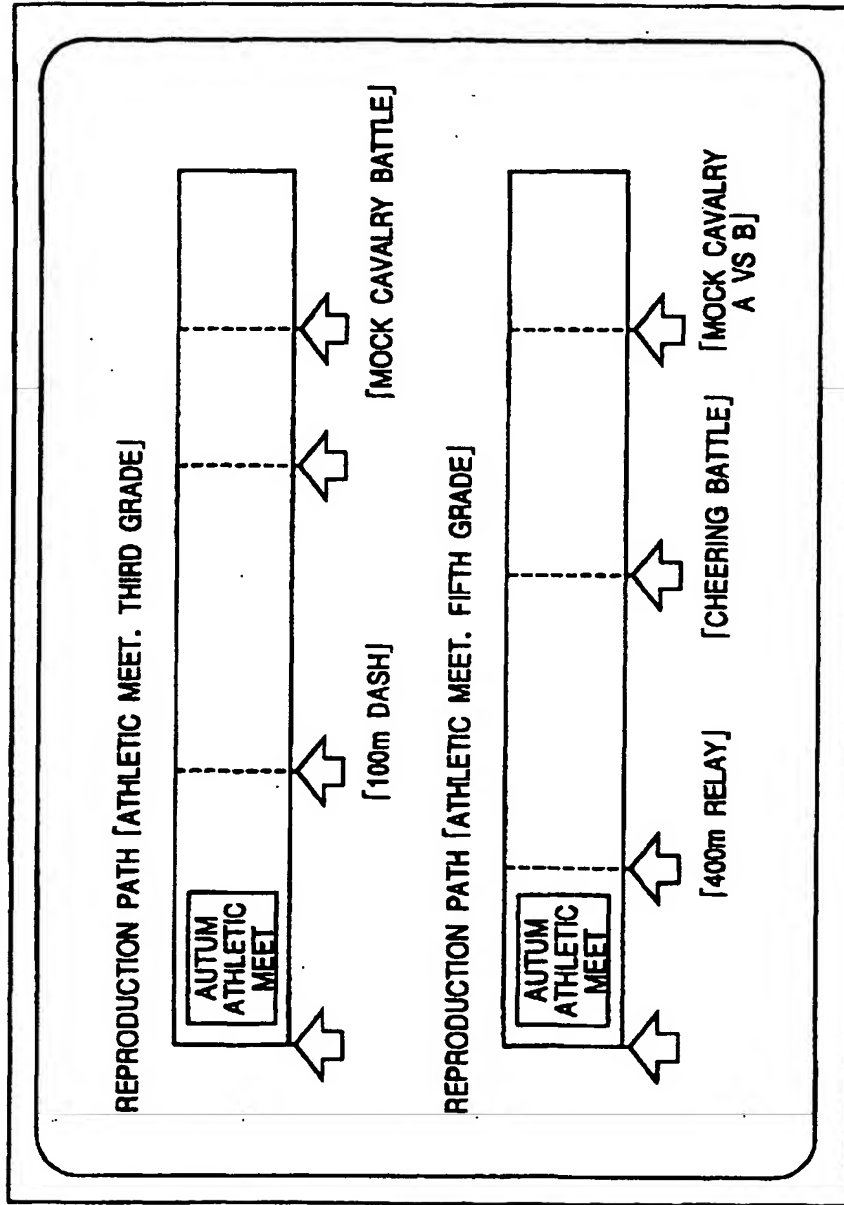 REPRODUCTION PATH ⌈ATHLETIC MEET. THIRD GRADE⌋
AUTUM
ATHLETIC
MEET
⌈100m DASH⌋
⌈MOCK CAVALRY BATTLE⌋
REPRODUCTION PATH ⌈ATHLETIC MEET. FIFTH GRADE⌋
AUTUM
ATHLETIC
MEET
⌈400m RELAY⌋
⌈CHEERING BATTLE⌋
⌈MOCK CAVALRY
A VS B⌋